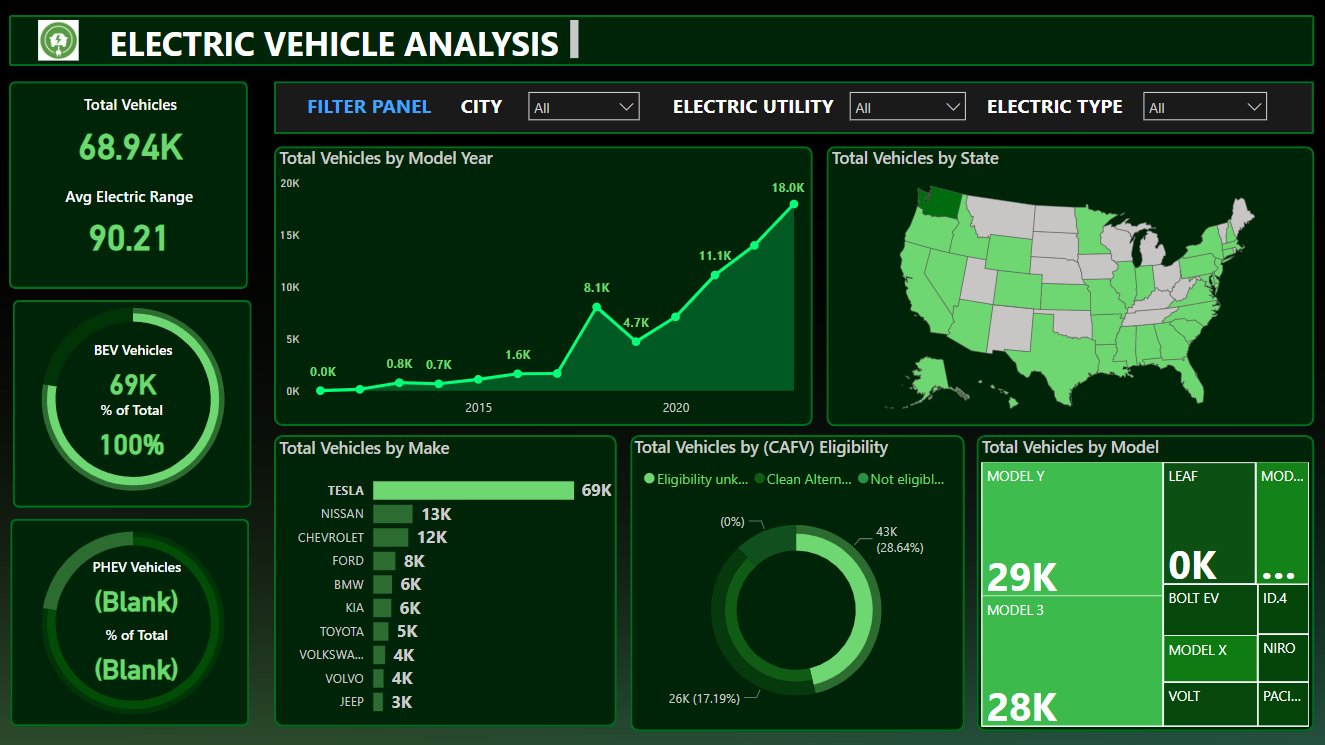 ELECTRIC VEHICLE ANALYSIS
Total Vehicles
68.94K
Avg Electric Range
90.21
BEV Vehicles
69K
% of Total
100%
PHEV Vehicles
(Blank)
% of Total
(Blank)
FILTER PANEL CITY All ELECTRIC UTILITY All ELECTRIC TYPE All
Total Vehicles by Model Year
20K
15K
10K
5K
0K
0.0K
0.8K
0.7K
1.6K
8.1K
4.7K
11.1K
18.0K
2015 2020
Total Vehicles by State
Total Vehicles by Make
TESLA 69K
NISSAN 13K
CHEVROLET 12K
FORD 8K
BMW 6K
KIA 6K
TOYOTA 5K
VOLKSWA... 4K
VOLVO 4K
JEEP 3K
Total Vehicles by (CAFV) Eligibility
Eligibility unk... Clean Altern... Not eligibl...
(0%)
43K
(28.64%)
26K (17.19%)
Total Vehicles by Model
MODEL Y
29K
MODEL 3
28K
LEAF
0K
MOD...
...
BOLT EV
ID.4
MODEL X
NIRO
VOLT
PACI...